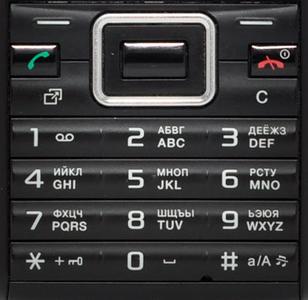 C
1 2 АБВГ ABC 3 ДЕЁЖЗ DEF
4 ИЙКЛ GHI 5 МНОП JKL 6 РСТУ MNO
7 ФХЦЧ PQRS 8 ШЩЪЫ TUV 9 ЬЭЮЯ WXYZ
* + 0 # a/A